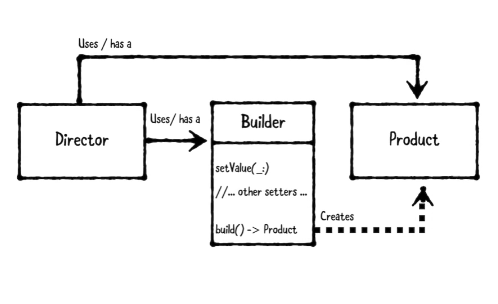 Uses / has a
Director
Uses/ has a
Builder
setValue(_:)
//... other setters ...
build() -> Product
Product
Creates